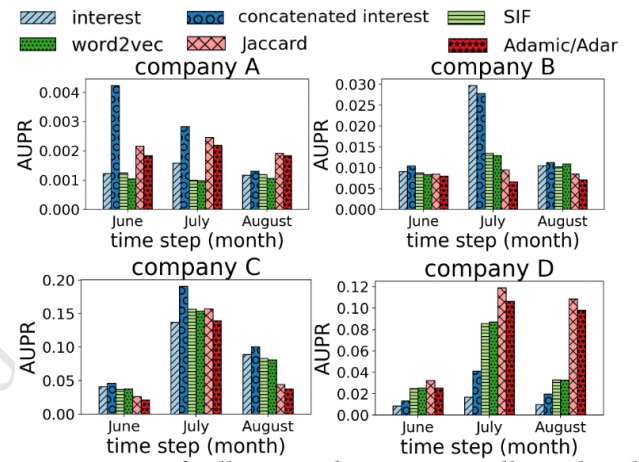 interest concatenated interest SIF
word2vec Jaccard Adamic/Adar
company A
AUPR
0.004
0.003
0.002
0.001
0.000
June July August
time step (month)
company B
AUPR
0.030
0.025
0.020
0.015
0.010
0.005
0.000
June July August
time step (month)
company C
AUPR
0.20
0.15
0.10
0.05
0.00
June July August
time step (month)
company D
AUPR
0.12
0.10
0.08
0.06
0.04
0.02
0.00
June July August
time step (month)